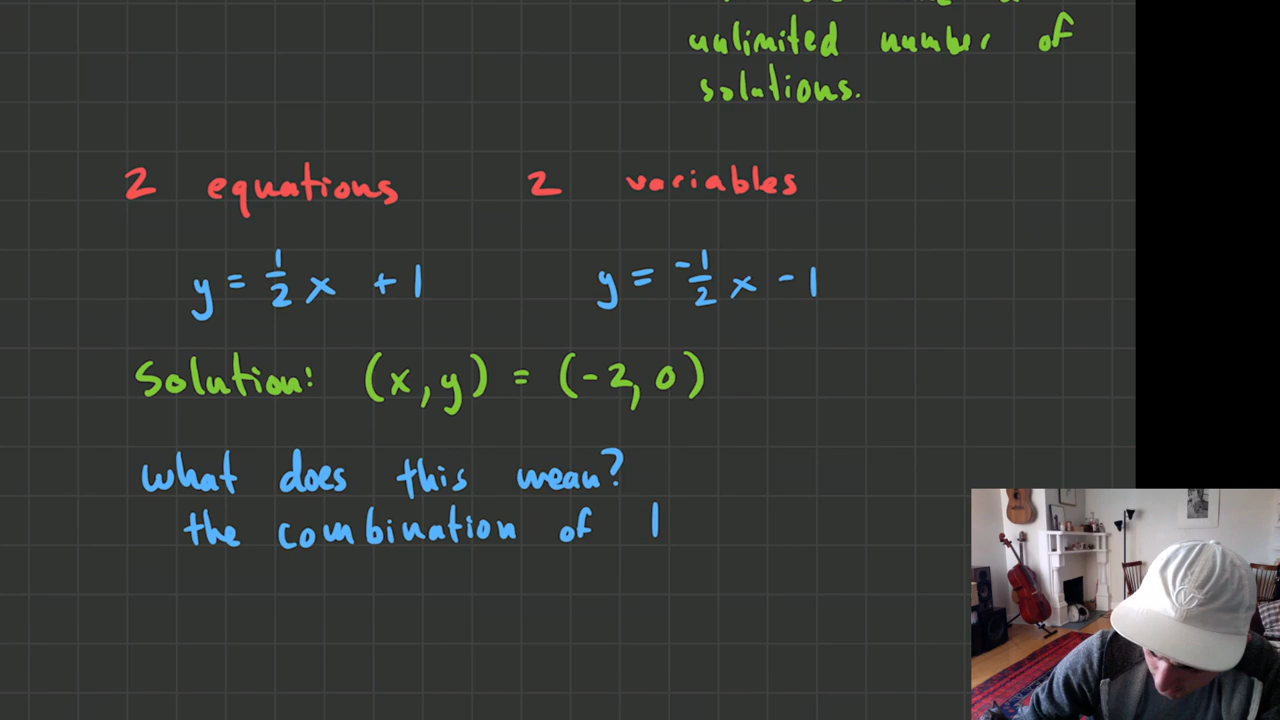 unlimited number of
solutions.
2 equations 2 variables
y = 1/2 x + 1 y = -1/2 x - 1
Solution: (x, y) = (-2, 0)
what does this mean?
the combination of 1